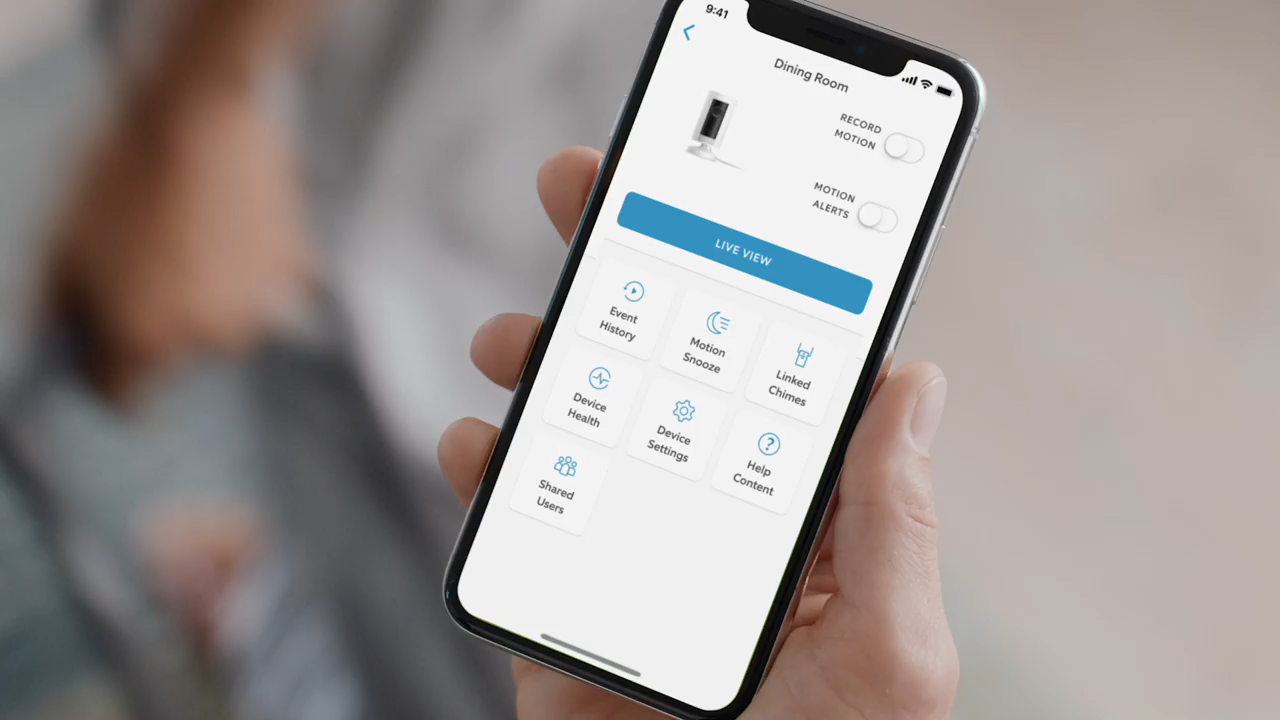 9:41
Dining Room
RECORD
MOTION
MOTION
ALERTS
LIVE VIEW
Event
History
Motion
Snooze
Linked
Chimes
Device
Health
Device
Settings
Help
Content
Shared
Users